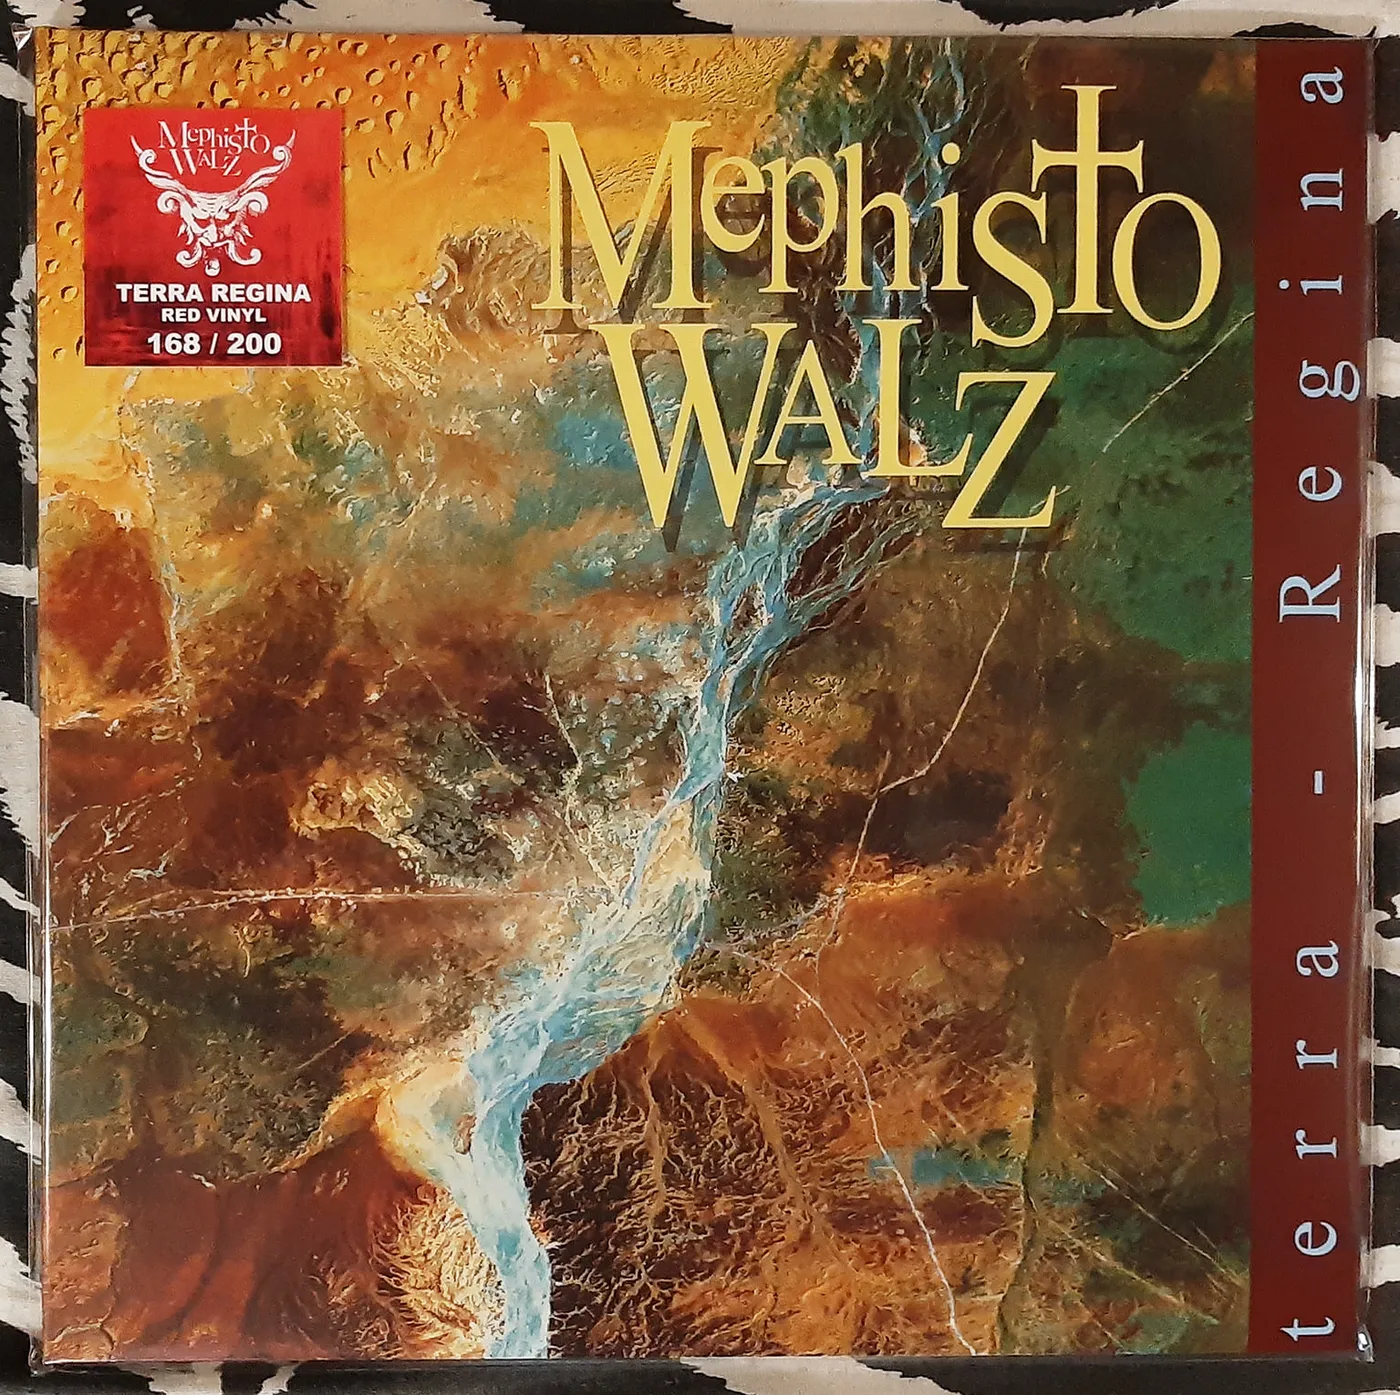 Mephisto
WALZ
TERRA REGINA
RED VINYL
168 / 200
Mephisto
WALZ
terra - Regina